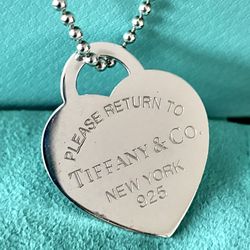 PLEASE RETURN TO
TIFFANY & CO.
NEW YORK
925